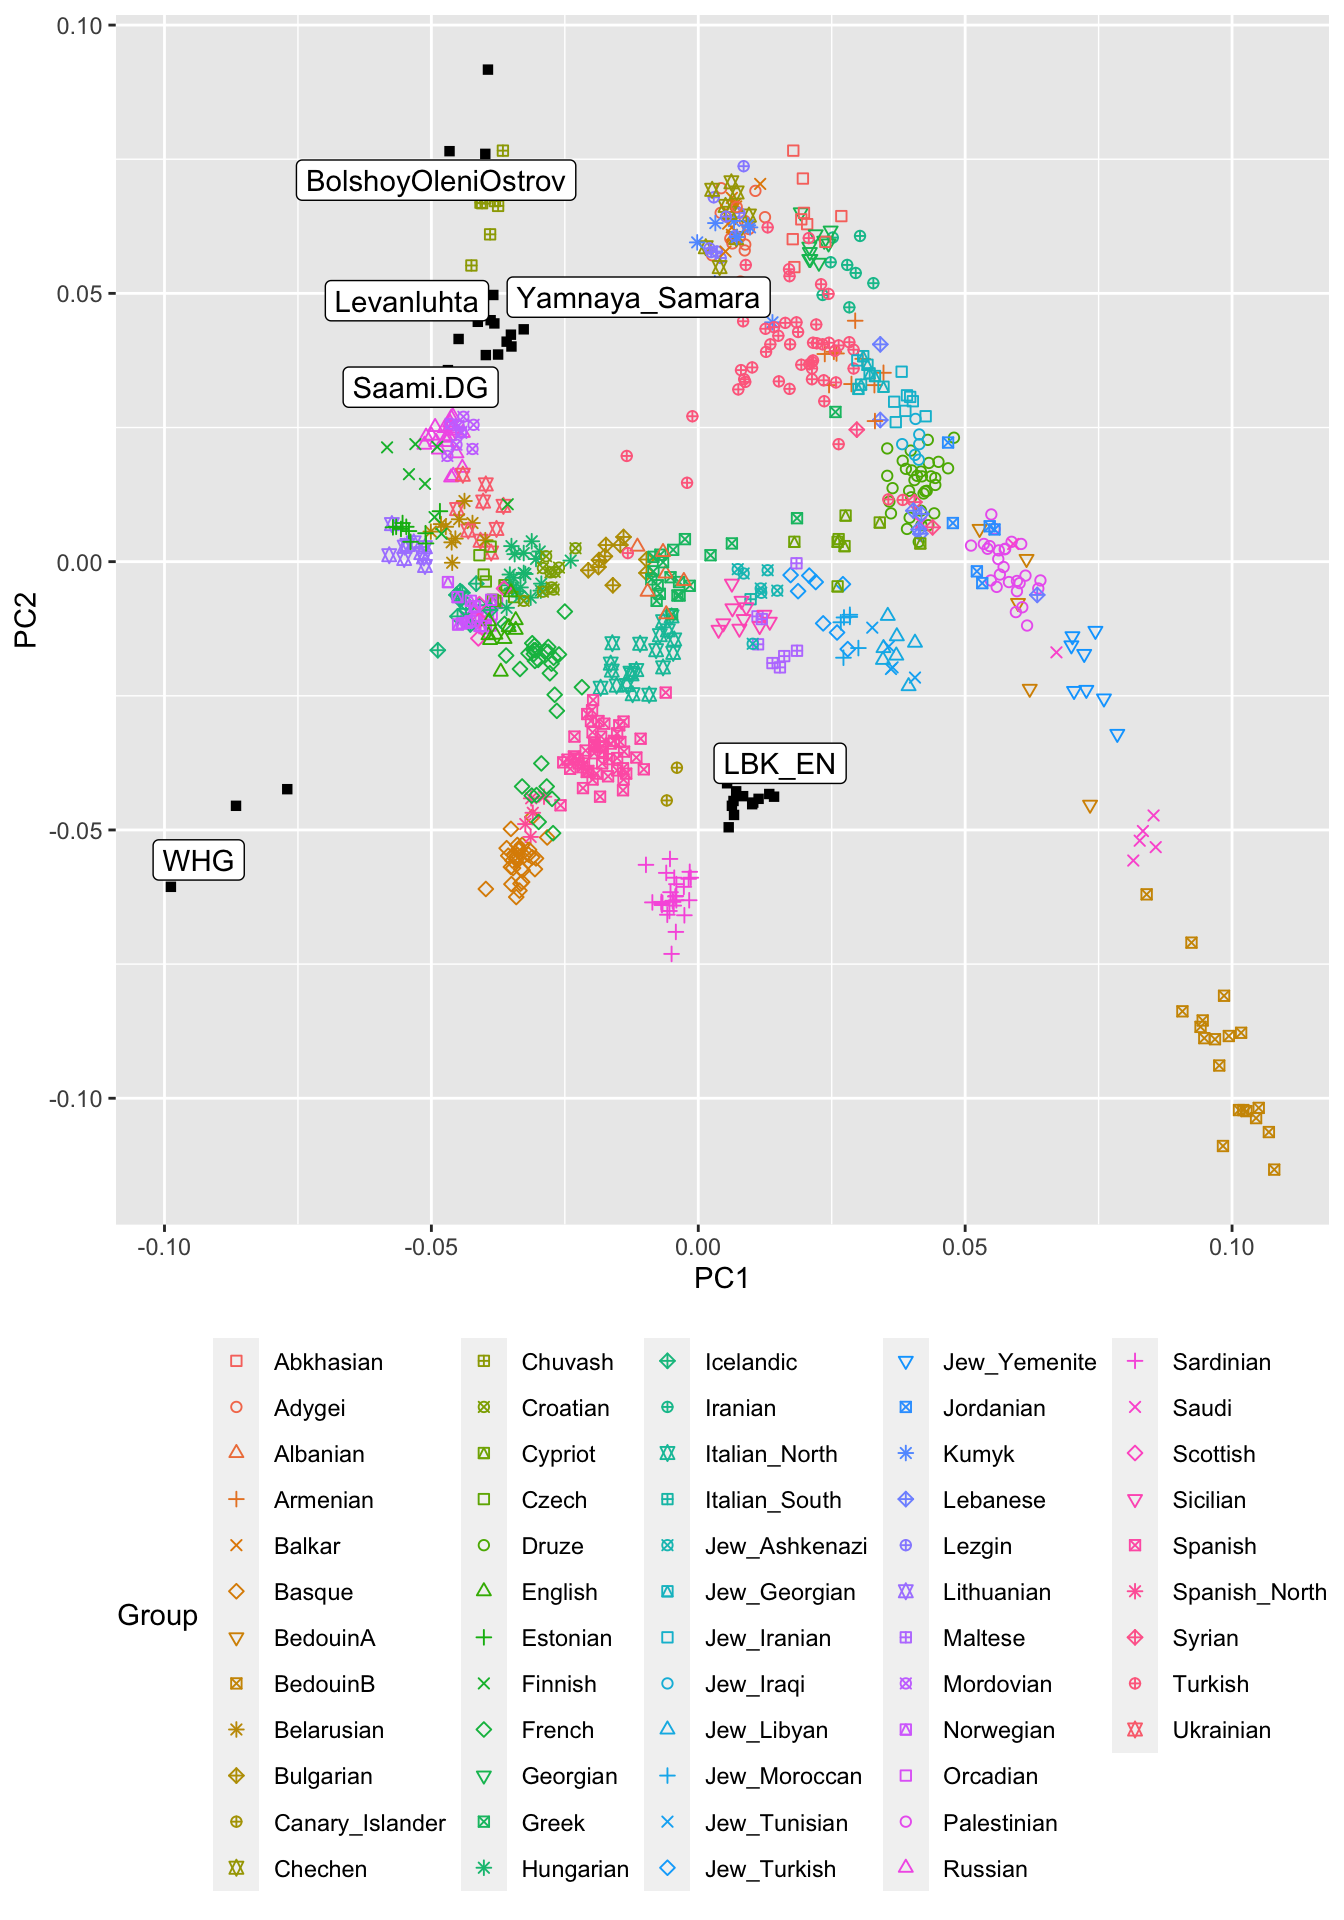 0.10
BolshoyOleniOstrov
0.05
Levanluhta
Yamnaya_Samara
Saami.DG
0.00
PC2
LBK_EN
-0.05
WHG
-0.10
-0.10 -0.05 0.00 0.05 0.10
PC1
Group
Abkhasian
Adygei
Albanian
Armenian
Balkar
Basque
BedouinA
BedouinB
Belarusian
Bulgarian
Canary_Islander
Chechen
Chuvash
Croatian
Cypriot
Czech
Druze
English
Estonian
Finnish
French
Georgian
Greek
Hungarian
Icelandic
Iranian
Italian_North
Italian_South
Jew_Ashkenazi
Jew_Georgian
Jew_Iranian
Jew_Iraqi
Jew_Libyan
Jew_Moroccan
Jew_Tunisian
Jew_Turkish
Jew_Yemenite
Jordanian
Kumyk
Lebanese
Lezgin
Lithuanian
Maltese
Mordovian
Norwegian
Orcadian
Palestinian
Russian
Sardinian
Saudi
Scottish
Sicilian
Spanish
Spanish_North
Syrian
Turkish
Ukrainian